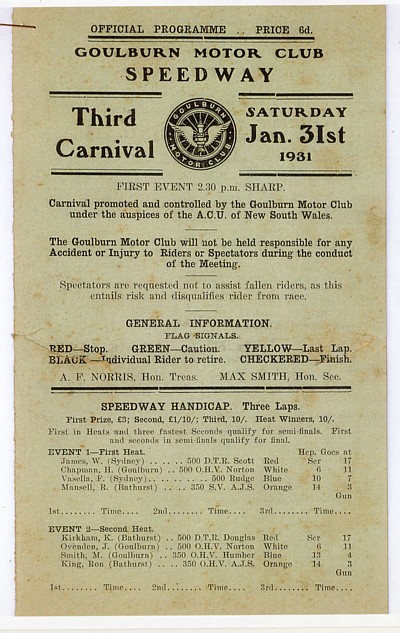 OFFICIAL PROGRAMME .. PRICE 6d.
GOULBURN MOTOR CLUB
SPEEDWAY
Third
Carnival
GOULBURN
MOTOR CLUB
SATURDAY
Jan. 31st
1931
FIRST EVENT 2.30 p.m. SHARP.
Carnival promoted and controlled by the Goulburn Motor Club
under the auspices of the A.C.U. of New South Wales.
The Goulburn Motor Club will not be held responsible for any
Accident or Injury to Riders or Spectators during the conduct
of the Meeting.
Spectators are requested not to assist fallen riders, as this
entails risk and disqualifies rider from race.
GENERAL INFORMATION.
FLAG SIGNALS.
RED—Stop. GREEN—Caution. YELLOW—Last Lap.
BLACK—Individual Rider to retire. CHECKERED—Finish.
A. F. NORRIS, Hon. Treas. MAX SMITH, Hon. Sec.
SPEEDWAY HANDICAP. Three Laps.
First Prize, £3; Second, £1/10/; Third, 10/. Heat Winners, 10/.
First in Heats and three fastest Seconds qualify for semi-finals. First
and seconds in semi-finals qualify for final.
EVENT 1—First Heat. Hcp. Goes at
James, W. (Sydney) .. .. 500 D.T.R. Scott Red Scr 17
Chapman, H. (Goulburn) .. 500 O.H.V. Norton White 6 11
Vasella, F. (Sydney).. .. .. .. 500 Rudge Blue 10 7
Mansell, R. (Bathurst) .. .. 350 S.V. A.J.S. Orange 14 3
Gun
1st........ Time.... 2nd........ Time.... 3rd........ Time....
EVENT 2—Second Heat.
Kirkham, K. (Bathurst) .. 500 D.T.R. Douglas Red Scr 17
Ovenden, J. (Goulburn) .. 500 O.H.V. Norton White 6 11
Smith, M. (Goulburn) .. 350 O.H.V. Humber Blue 13 4
King, Ron (Bathurst) .. .. 350 O.H.V. A.J.S. Orange 14 3
Gun
1st........ Time.... 2nd........ Time.... 3rd........ Time....